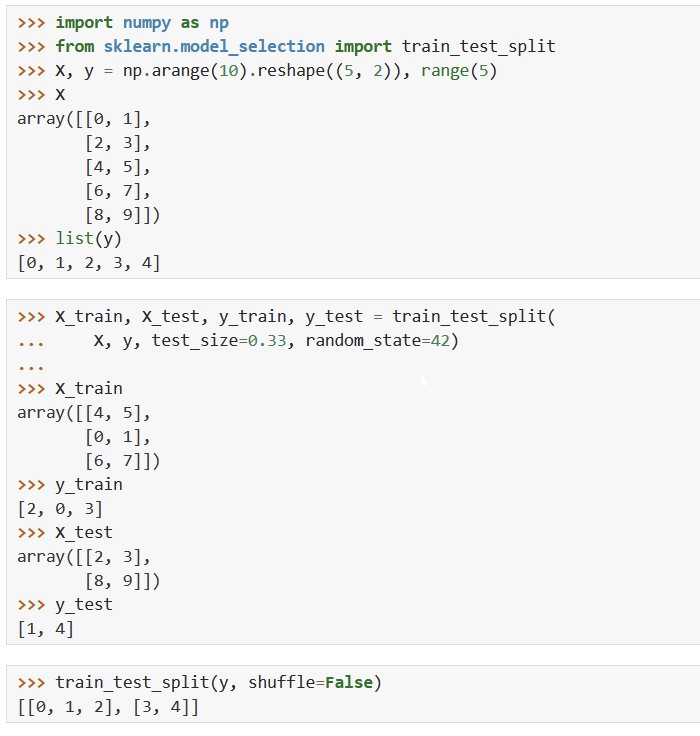 >>> import numpy as np
>>> from sklearn.model_selection import train_test_split
>>> X, y = np.arange(10).reshape((5, 2)), range(5)
>>> X
array([[0, 1],
       [2, 3],
       [4, 5],
       [6, 7],
       [8, 9]])
>>> list(y)
[0, 1, 2, 3, 4]
>>> X_train, X_test, y_train, y_test = train_test_split(
...     X, y, test_size=0.33, random_state=42)
...
>>> X_train
array([[4, 5],
       [0, 1],
       [6, 7]])
>>> y_train
[2, 0, 3]
>>> X_test
array([[2, 3],
       [8, 9]])
>>> y_test
[1, 4]
>>> train_test_split(y, shuffle=False)
[[0, 1, 2], [3, 4]]